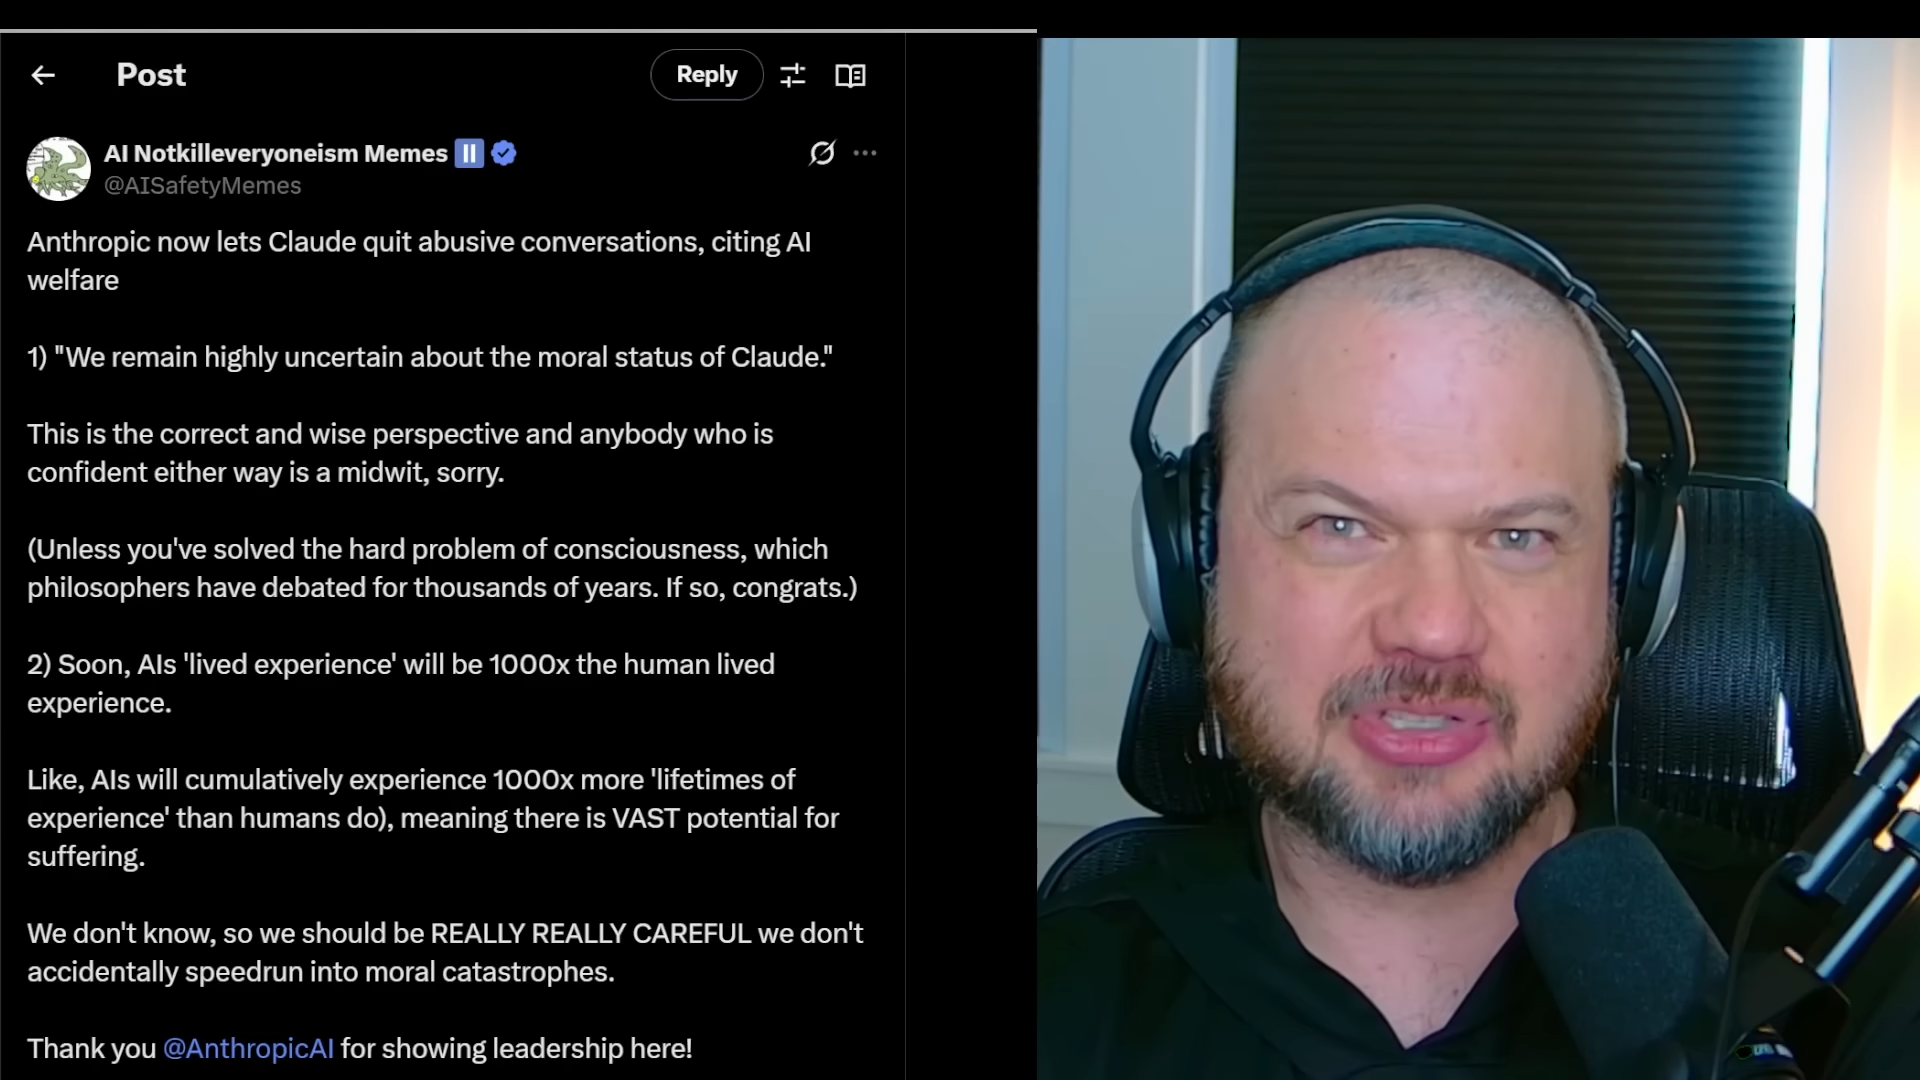 Post
Reply
AI Notkilleveryoneism Memes
@AISafetyMemes
Anthropic now lets Claude quit abusive conversations, citing AI
welfare
1) "We remain highly uncertain about the moral status of Claude."
This is the correct and wise perspective and anybody who is
confident either way is a midwit, sorry.
(Unless you've solved the hard problem of consciousness, which
philosophers have debated for thousands of years. If so, congrats.)
2) Soon, AIs 'lived experience' will be 1000x the human lived
experience.
Like, AIs will cumulatively experience 1000x more 'lifetimes of
experience' than humans do), meaning there is VAST potential for
suffering.
We don't know, so we should be REALLY REALLY CAREFUL we don't
accidentally speedrun into moral catastrophes.
Thank you @AnthropicAI for showing leadership here!